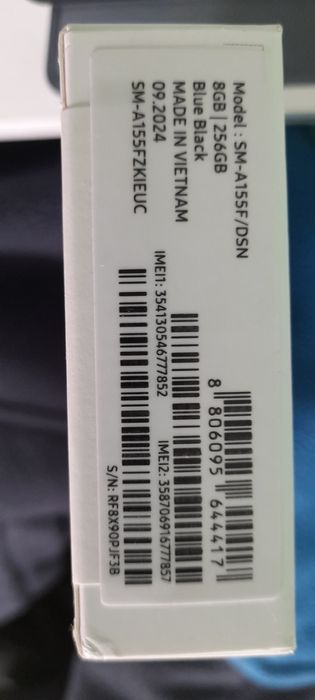 Model : SM-A155F/DSN
8GB | 256GB
Blue Black
MADE IN VIETNAM
09.2024
SM-A155FZKIEUC
8 806095 644417
IMEI1: 354130546777852
IMEI2: 358706916777857
S/N: RF8X90PJF3B